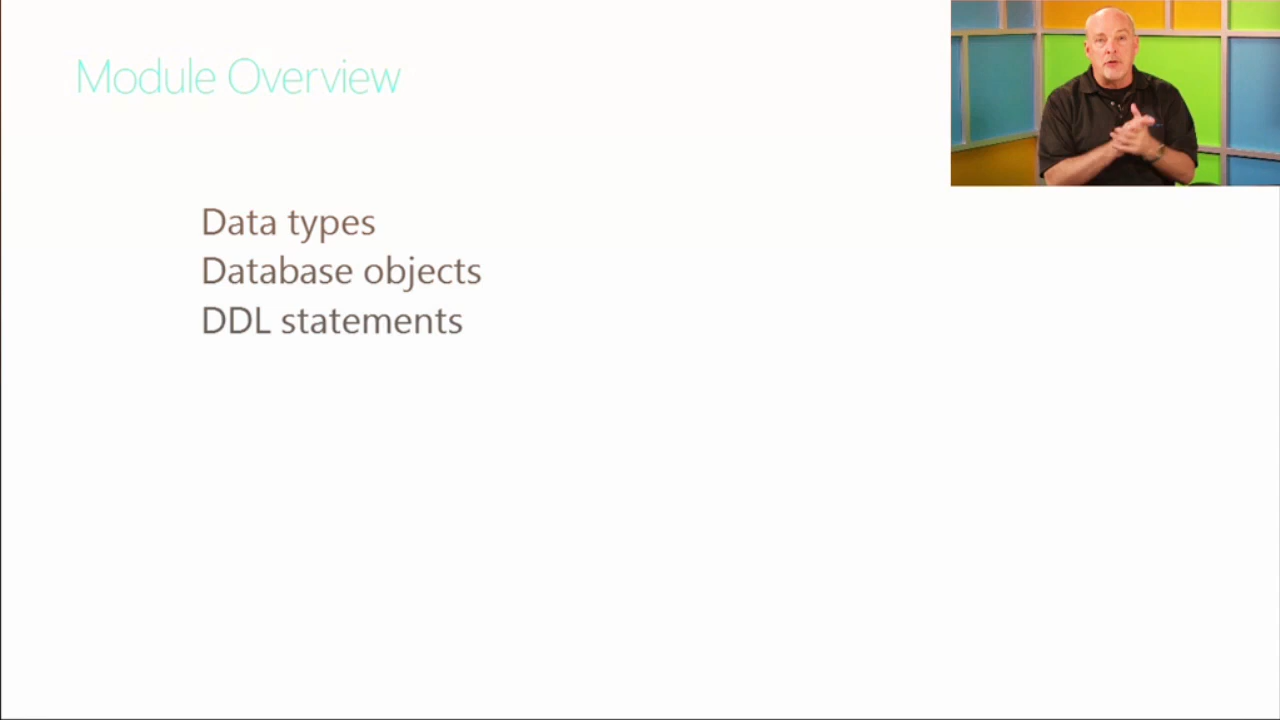 Module Overview
Data types
Database objects
DDL statements